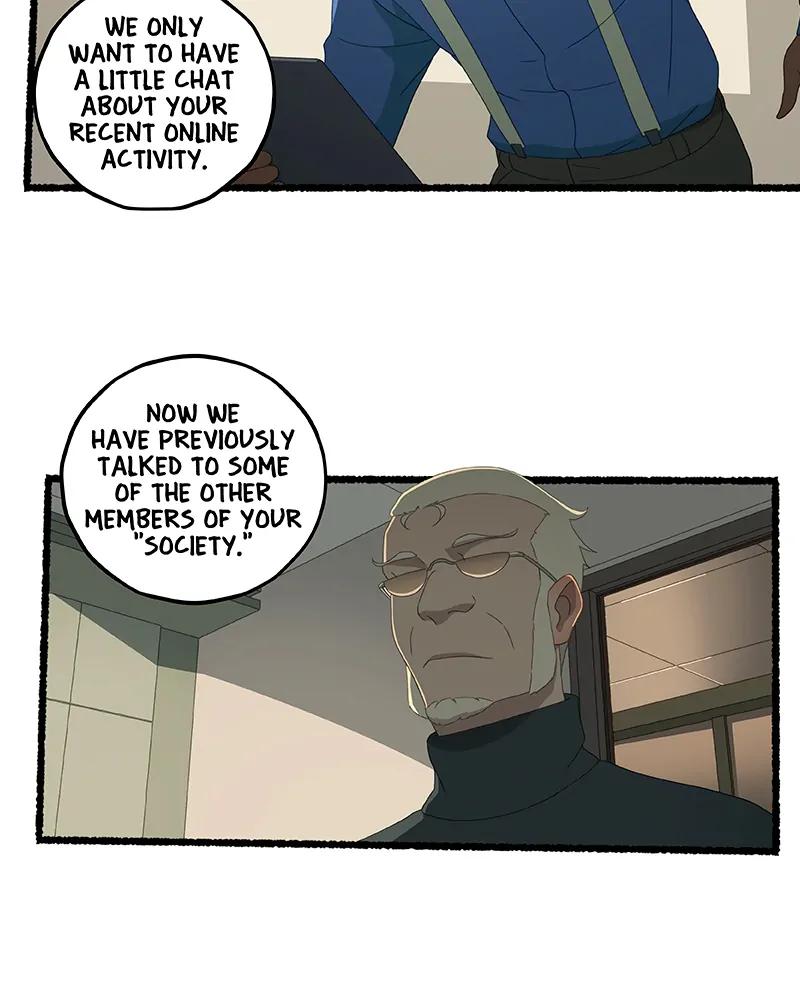 WE ONLY
WANT TO HAVE
A LITTLE CHAT
ABOUT YOUR
RECENT ONLINE
ACTIVITY.
NOW WE
HAVE PREVIOUSLY
TALKED TO SOME
OF THE OTHER
MEMBERS OF YOUR
"SOCIETY."